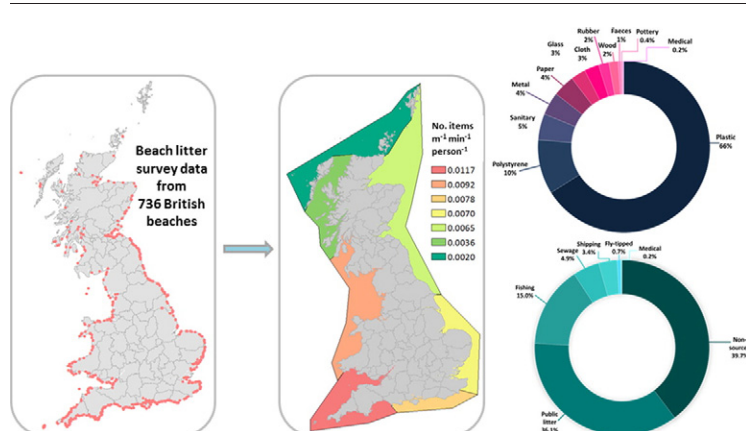 Beach litter
survey data
from
736 British
beaches
No. items
m-1 min-1
person-1
0.0117
0.0092
0.0078
0.0070
0.0065
0.0036
0.0020
Rubber
2%
Faeces
1%
Pottery
0.4%
Medical
0.2%
Glass
3%
Cloth
3%
Wood
2%
Paper
4%
Metal
4%
Sanitary
5%
Polystyrene
10%
Plastic
66%
Shipping
3.4%
Fly-tipped
0.7%
Medical
0.2%
Sewage
4.9%
Fishing
15.0%
Non-
source
39.7%
Public
litter
36.1%